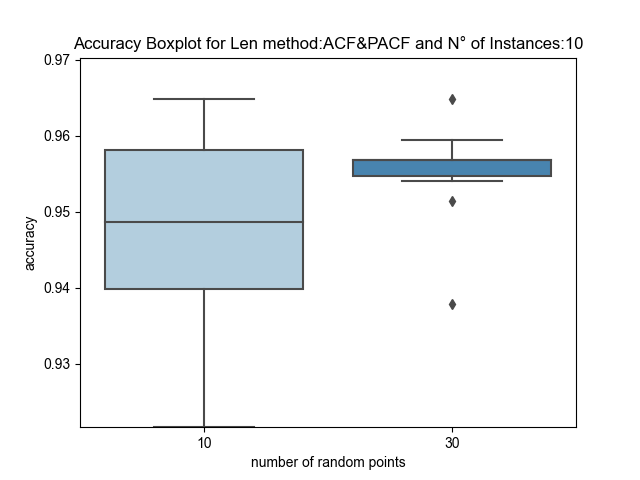 Accuracy Boxplot for Len method:ACF&PACF and N° of Instances:10
0.97
0.96
0.95
0.94
0.93
accuracy
10
30
number of random points